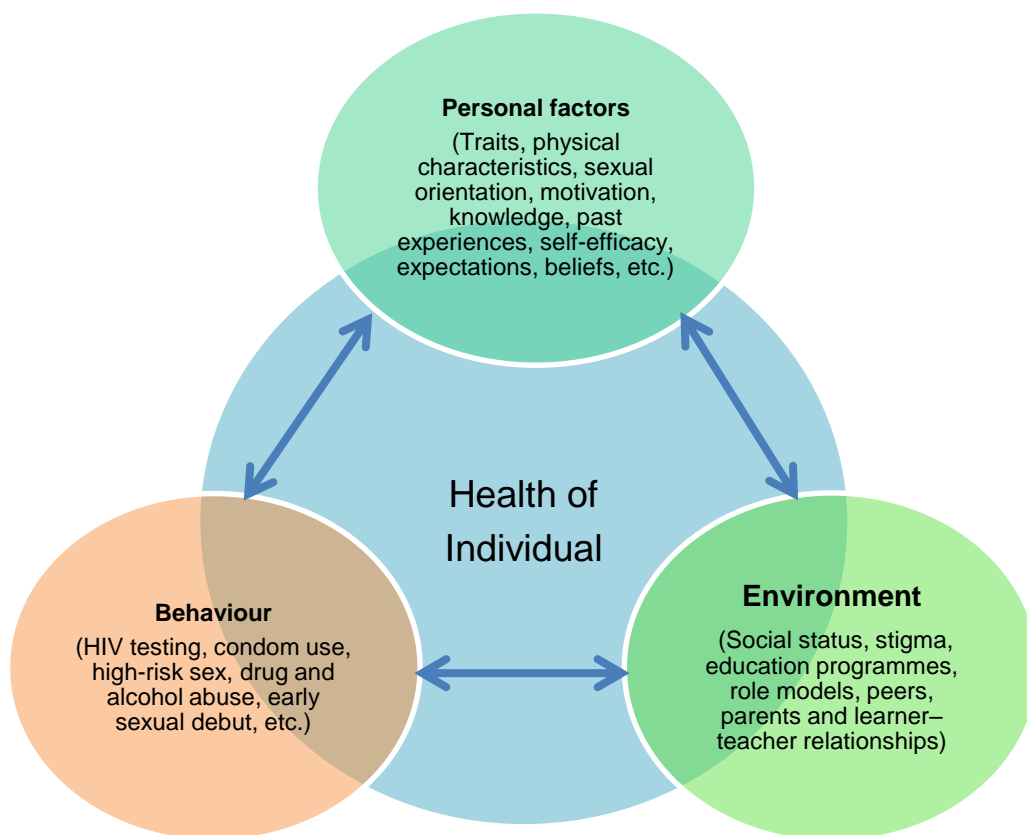 Personal factors
(Traits, physical
characteristics, sexual
orientation, motivation,
knowledge, past
experiences, self-efficacy,
expectations, beliefs, etc.)
Health of
Individual
Behaviour
(HIV testing, condom use,
high-risk sex, drug and
alcohol abuse, early
sexual debut, etc.)
Environment
(Social status, stigma,
education programmes,
role models, peers,
parents and learner–
teacher relationships)